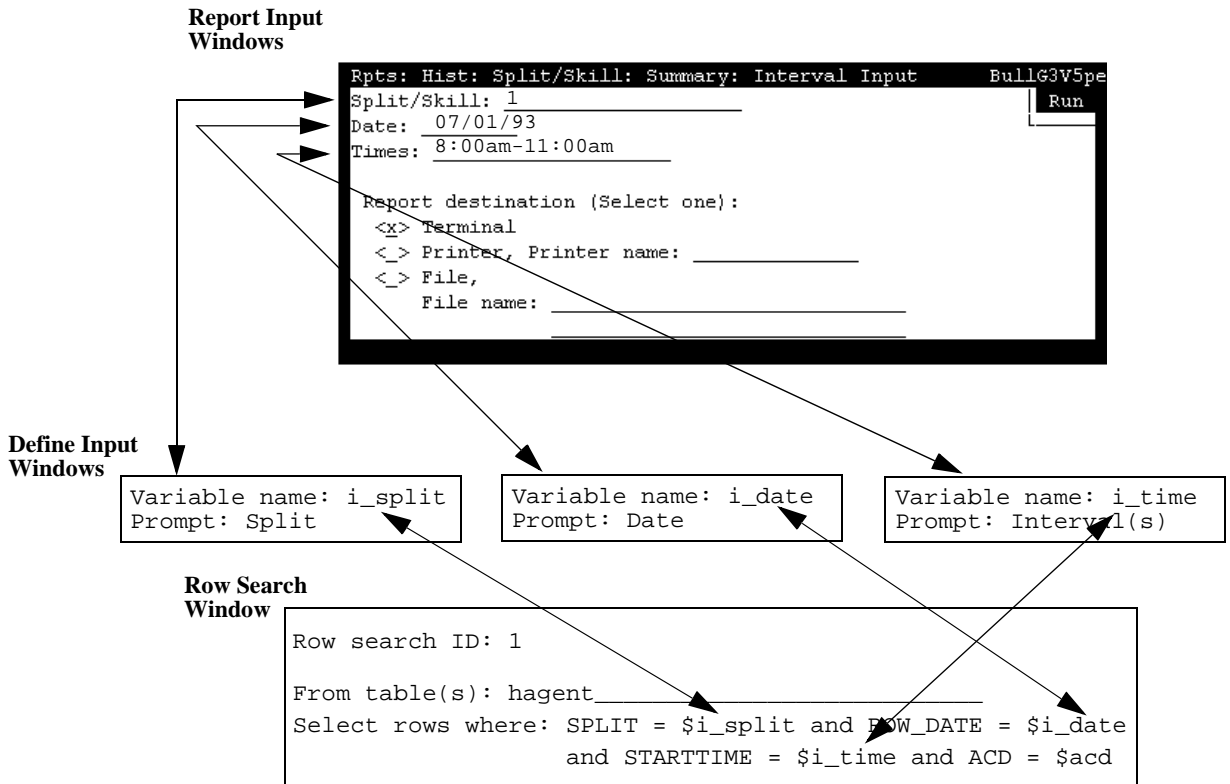 Report Input
Windows
Rpts: Hist: Split/Skill: Summary: Interval Input BullG3V5pe
Split/Skill: 1
Run
Date: 07/01/93
Times: 8:00am-11:00am
Report destination (Select one):
<x> Terminal
<_> Printer, Printer name: _______________
<_> File,
File name: ______________________________
______________________________
Define Input
Windows
Variable name: i_split
Prompt: Split
Variable name: i_date
Prompt: Date
Variable name: i_time
Prompt: Interval(s)
Row Search
Window
Row search ID: 1
From table(s): hagent______________________________
Select rows where: SPLIT = $i_split and ROW_DATE = $i_date
and STARTTIME = $i_time and ACD = $acd